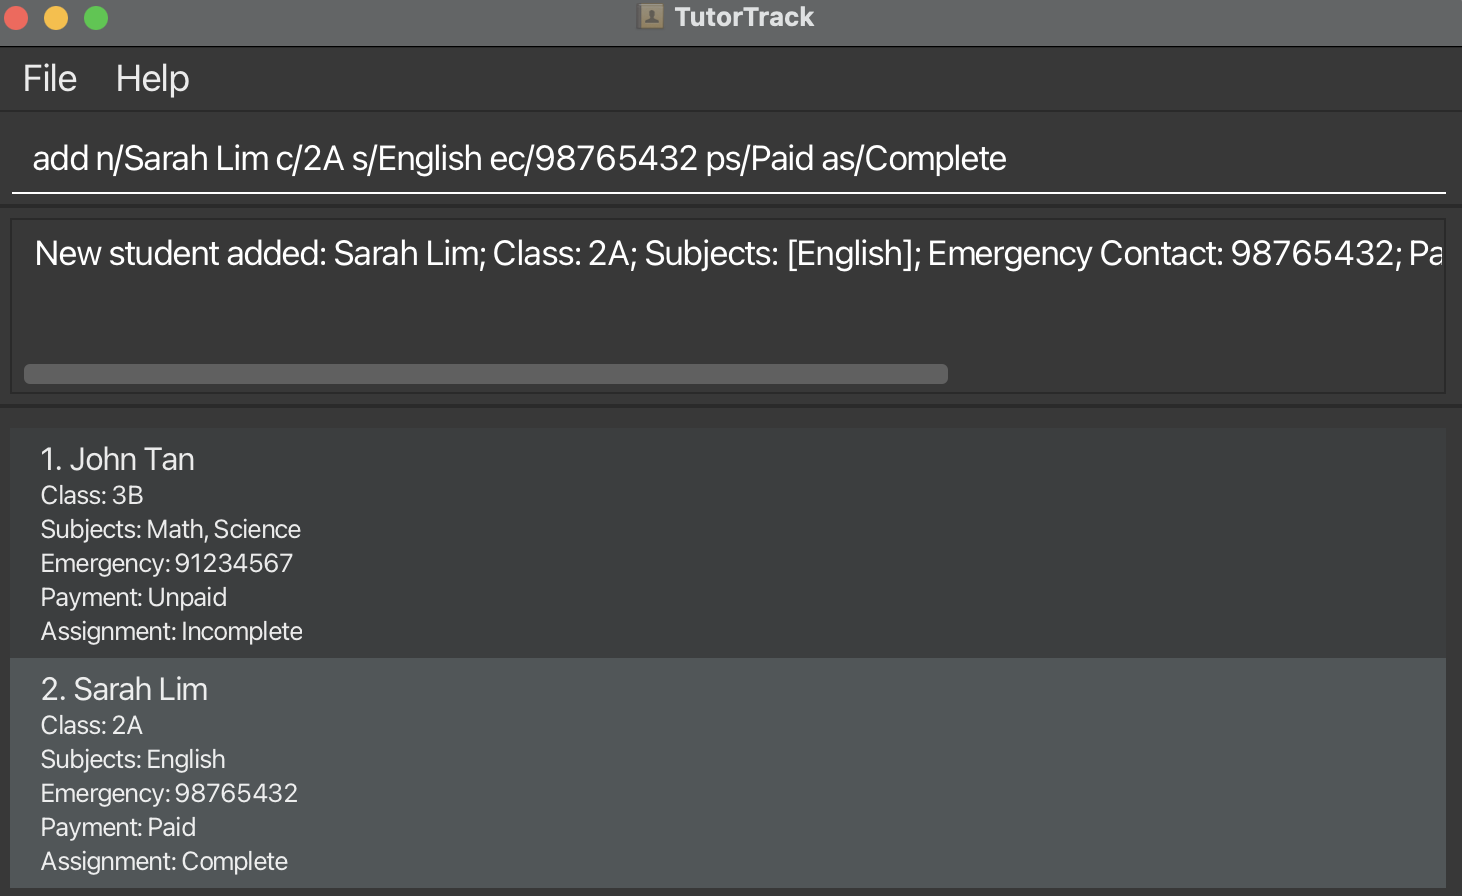 TutorTrack
File Help
add n/Sarah Lim c/2A s/English ec/98765432 ps/Paid as/Complete
New student added: Sarah Lim; Class: 2A; Subjects: [English]; Emergency Contact: 98765432; Pa
1. John Tan
Class: 3B
Subjects: Math, Science
Emergency: 91234567
Payment: Unpaid
Assignment: Incomplete
2. Sarah Lim
Class: 2A
Subjects: English
Emergency: 98765432
Payment: Paid
Assignment: Complete